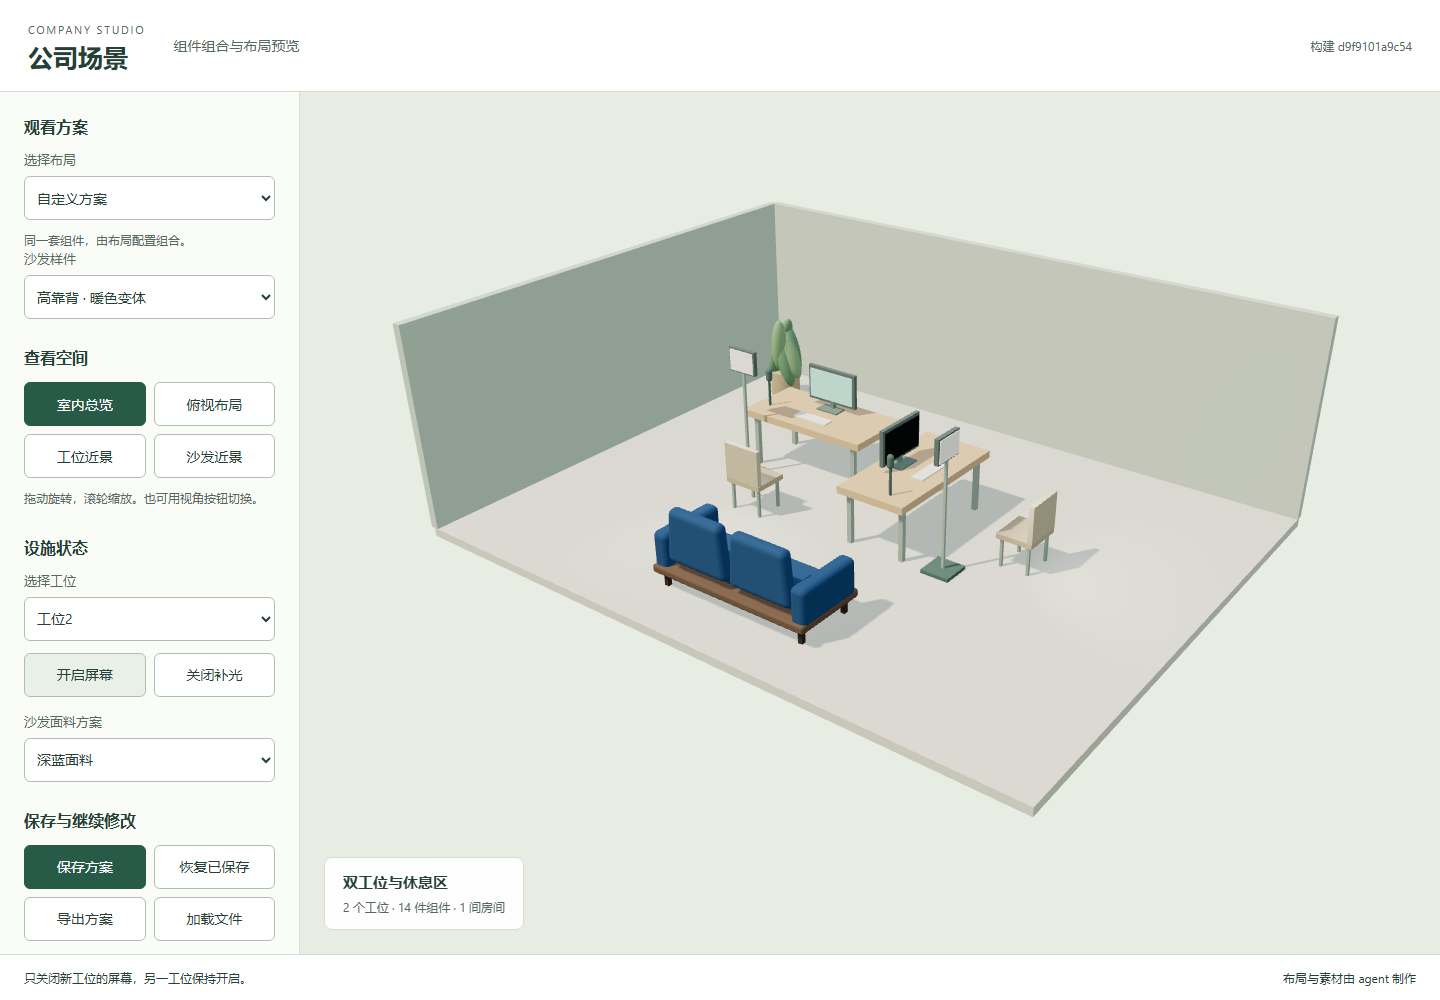 COMPANY STUDIO
公司场景
组件组合与布局预览
构建 d9f9101a9c54
观看方案
选择布局
自定义方案
同一套组件，由布局配置组合。
沙发样件
高靠背 · 暖色变体
查看空间
室内总览
俯视布局
工位近景
沙发近景
拖动旋转，滚轮缩放。也可用视角按钮切换。
设施状态
选择工位
工位2
开启屏幕
关闭补光
沙发面料方案
深蓝面料
保存与继续修改
保存方案
恢复已保存
导出方案
加载文件
双工位与休息区
2 个工位 · 14 件组件 · 1 间房间
只关闭新工位的屏幕，另一工位保持开启。
布局与素材由 agent 制作